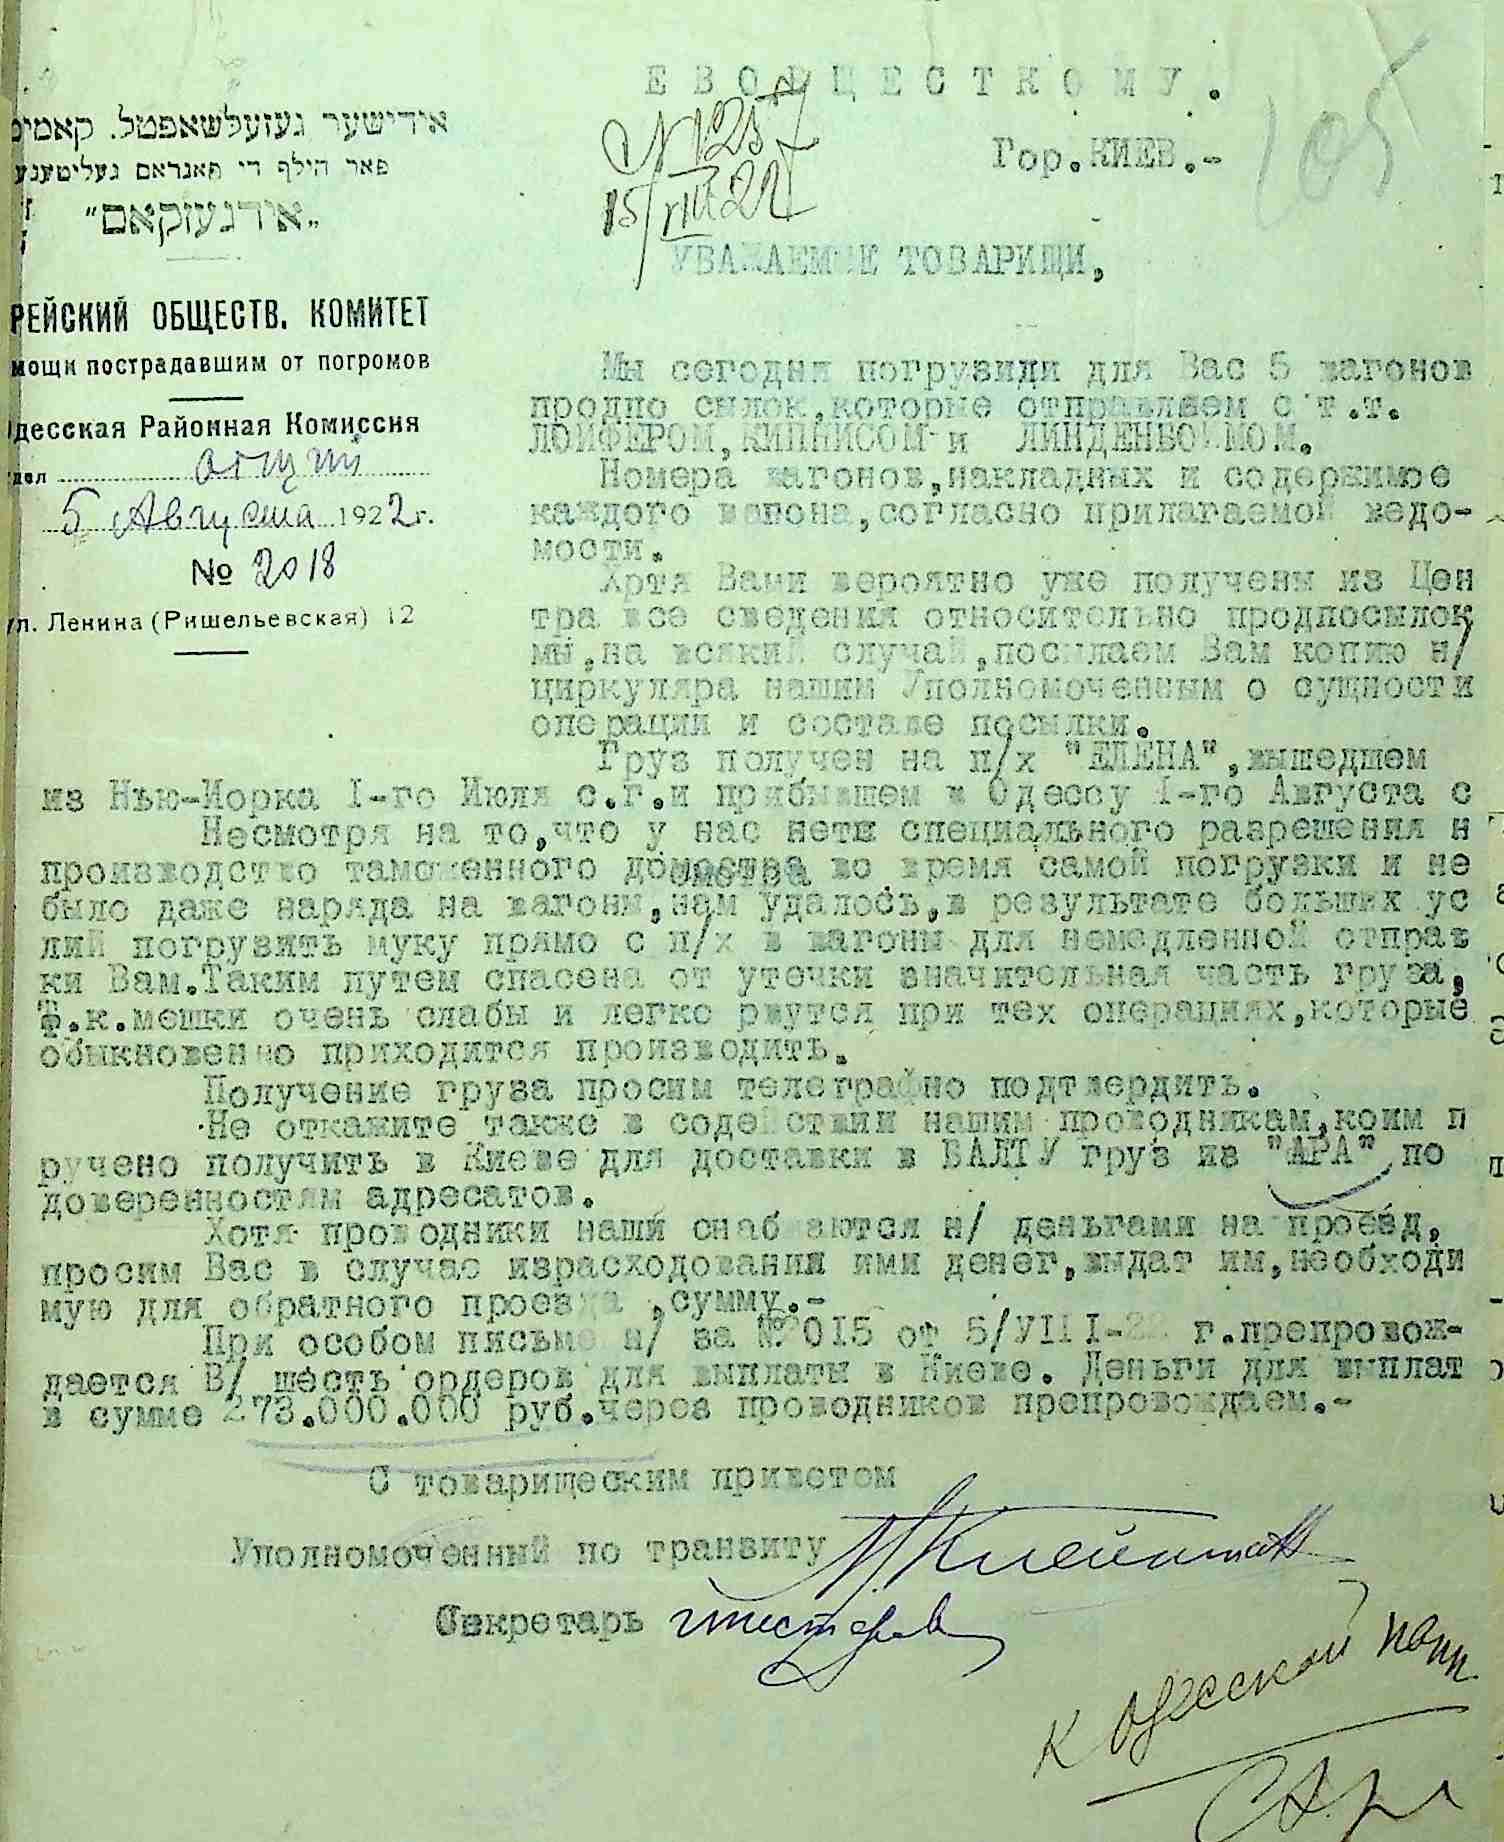 ЕВОБЩЕСТКОМУ.
№ 1257
15/VIII 22
105
Гор.КИЕВ.-
אידישער געזעלשאפטל. קאמיט
פאר הילף די פאגראם געליטענע
„אידגעזקאם"
РЕЙСКИЙ ОБЩЕСТВ. КОМИТЕТ
мощи пострадавшим от погромов
десская Районная Комиссия
дел
5 Августа 1922 г.
№ 2018
ул. Ленина (Ришельевская) 12
УВАЖАЕМЫЕ ТОВАРИЩИ,
Мы сегодня погрузиди для Вас 5 вагонов
продпо сылок,которые отправляем с т.т.
ЛОЙФЕРОМ,КИПНИСОМ и ЛИНДЕНБОЙМОМ.
Номера вагонов,накладных и содержимое
каждого вагона,согласно прилагаемой ведо-
мости.
Хртя Вами вероятно уже получены из Цен
тра все сведения относительно продпосылок
мы,на всякий случай,посылаем Вам копию н/
циркуляра нашим Уполномоченным о сущности
операции и составе посылки.
Груз получен на п/х "ЕЛЕНА",вышедшем
из Нью-Иорка I-го Июля с.г.и прибывшем в Одессу I-го Августа с
Несмотря на то,что у нас нета специального разрешения н
производство таможенного досмотра во время самой погрузки и не
было даже наряда на вагоны,нам удалось,в результате больших ус
лий погрузить муку прямо с п/х в вагоны для немедленной отправ
ки Вам.Таким путем спасена от утечки значительная часть груза,
т.к.мешки очень слабы и легко рвутся при тех операциях,которые
обыкновенно приходится производить.
Получение груза просим телеграфно подтвердить.
Не откажите также в содействии нашим проводникам,коим п
ручено получить в Киеве для доставки в БАЛТУ груз из "АРА" по
доверенностям адресатов.
Хотя проводники наши снабжаются н/ деньгами на проезд,
просим Вас в случае израсходования ими денег,выдат им,необходи
мую для обратного проезда ,сумму.-
При особом письме н/ за № 2015 от 5/VIII-22 г.препровож-
дается В/ шесть ордеров для выплаты в Киеве. Деньги для выплат
в сумме 273.000.000 руб.через проводников препровождаем.-
С товарищеским приветом
Уполномоченный по транзиту
Секретарь
К Одесской